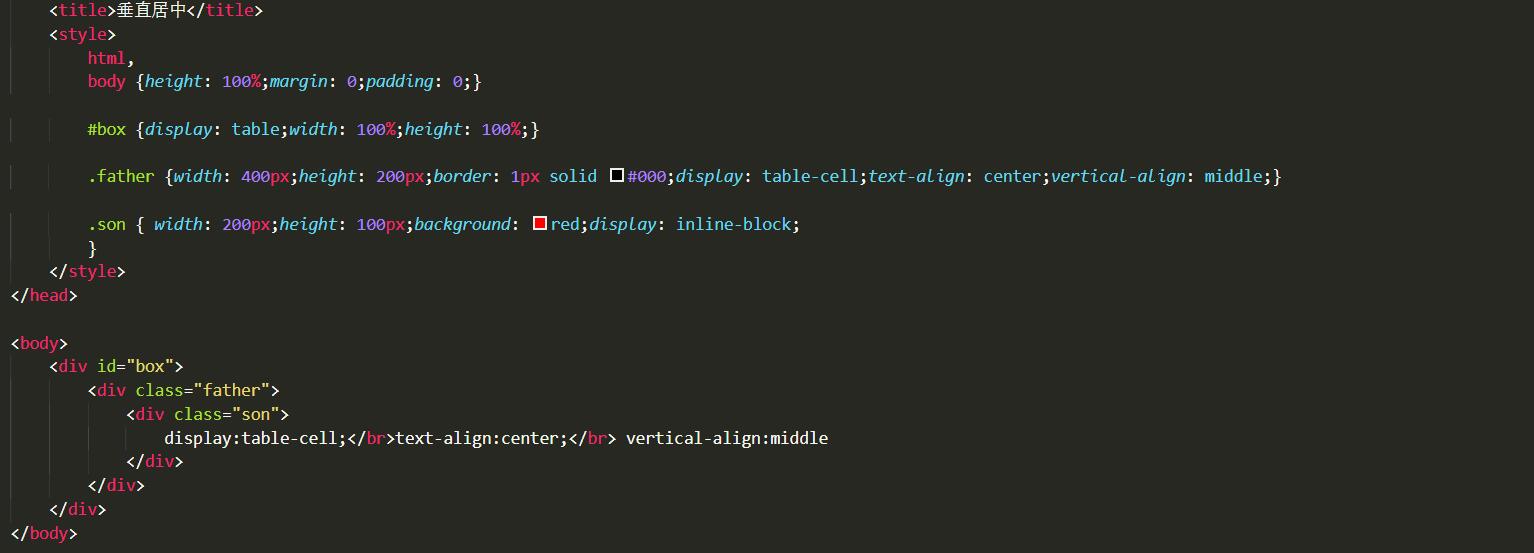 <title>垂直居中</title>
<style>
html,
body {height: 100%;margin: 0;padding: 0;}
#box {display: table;width: 100%;height: 100%;}
.father {width: 400px;height: 200px;border: 1px solid #000;display: table-cell;text-align: center;vertical-align: middle;}
.son { width: 200px;height: 100px;background: red;display: inline-block;
}
</style>
</head>
<body>
<div id="box">
<div class="father">
<div class="son">
display:table-cell;</br>text-align:center;</br> vertical-align:middle
</div>
</div>
</div>
</body>